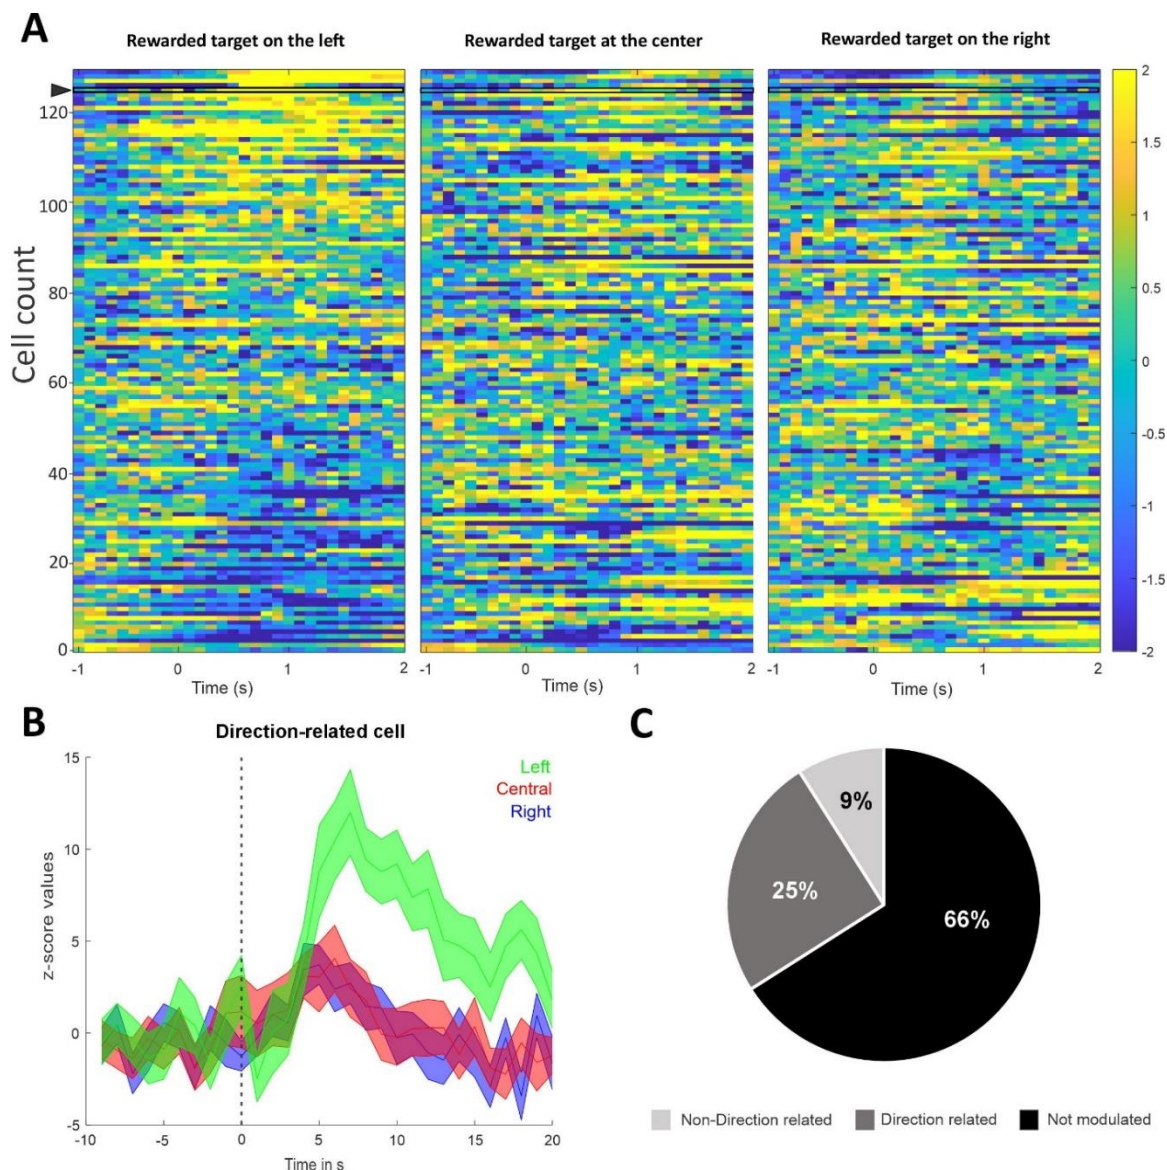 A
Rewarded target on the left
Rewarded target at the center
Rewarded target on the right
Cell count
120
100
80
60
40
20
0
-1 0 1 2
Time (s)
-1 0 1 2
Time (s)
-1 0 1 2
Time (s)
2
1.5
1
0.5
0
-0.5
-1
-1.5
-2
B
Direction-related cell
Left
Central
Right
z-score values
15
10
5
0
-5
-10 -5 0 5 10 15 20
Time in s
C
9%
25%
66%
Non-Direction related
Direction related
Not modulated